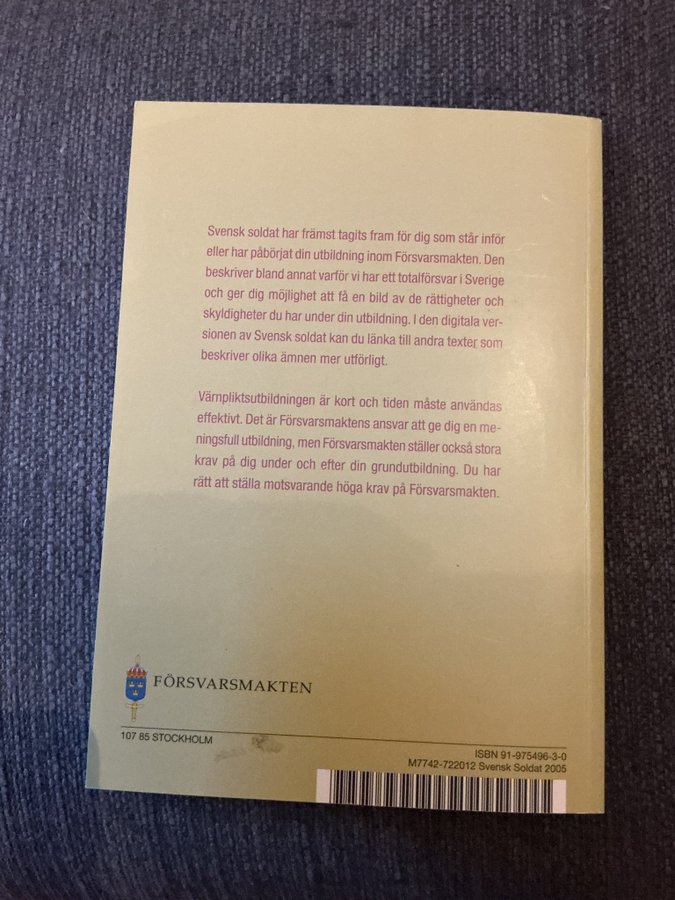 Svensk soldat har främst tagits fram för dig som står inför
eller har påbörjat din utbildning inom Försvarsmakten. Den
beskriver bland annat varför vi har ett totalförsvar i Sverige
och ger dig möjlighet att få en bild av de rättigheter och
skyldigheter du har under din utbildning. I den digitala ver-
sionen av Svensk soldat kan du länka till andra texter som
beskriver olika ämnen mer utförligt.
Värnpliktsutbildningen är kort och tiden måste användas
effektivt. Det är Försvarsmaktens ansvar att ge dig en me-
ningsfull utbildning, men Försvarsmakten ställer också stora
krav på dig under och efter din grundutbildning. Du har
rätt att ställa motsvarande höga krav på Försvarsmakten.
FÖRSVARSMAKTEN
107 85 STOCKHOLM
ISBN 91-975496-3-0
M7742-722012 Svensk Soldat 2005